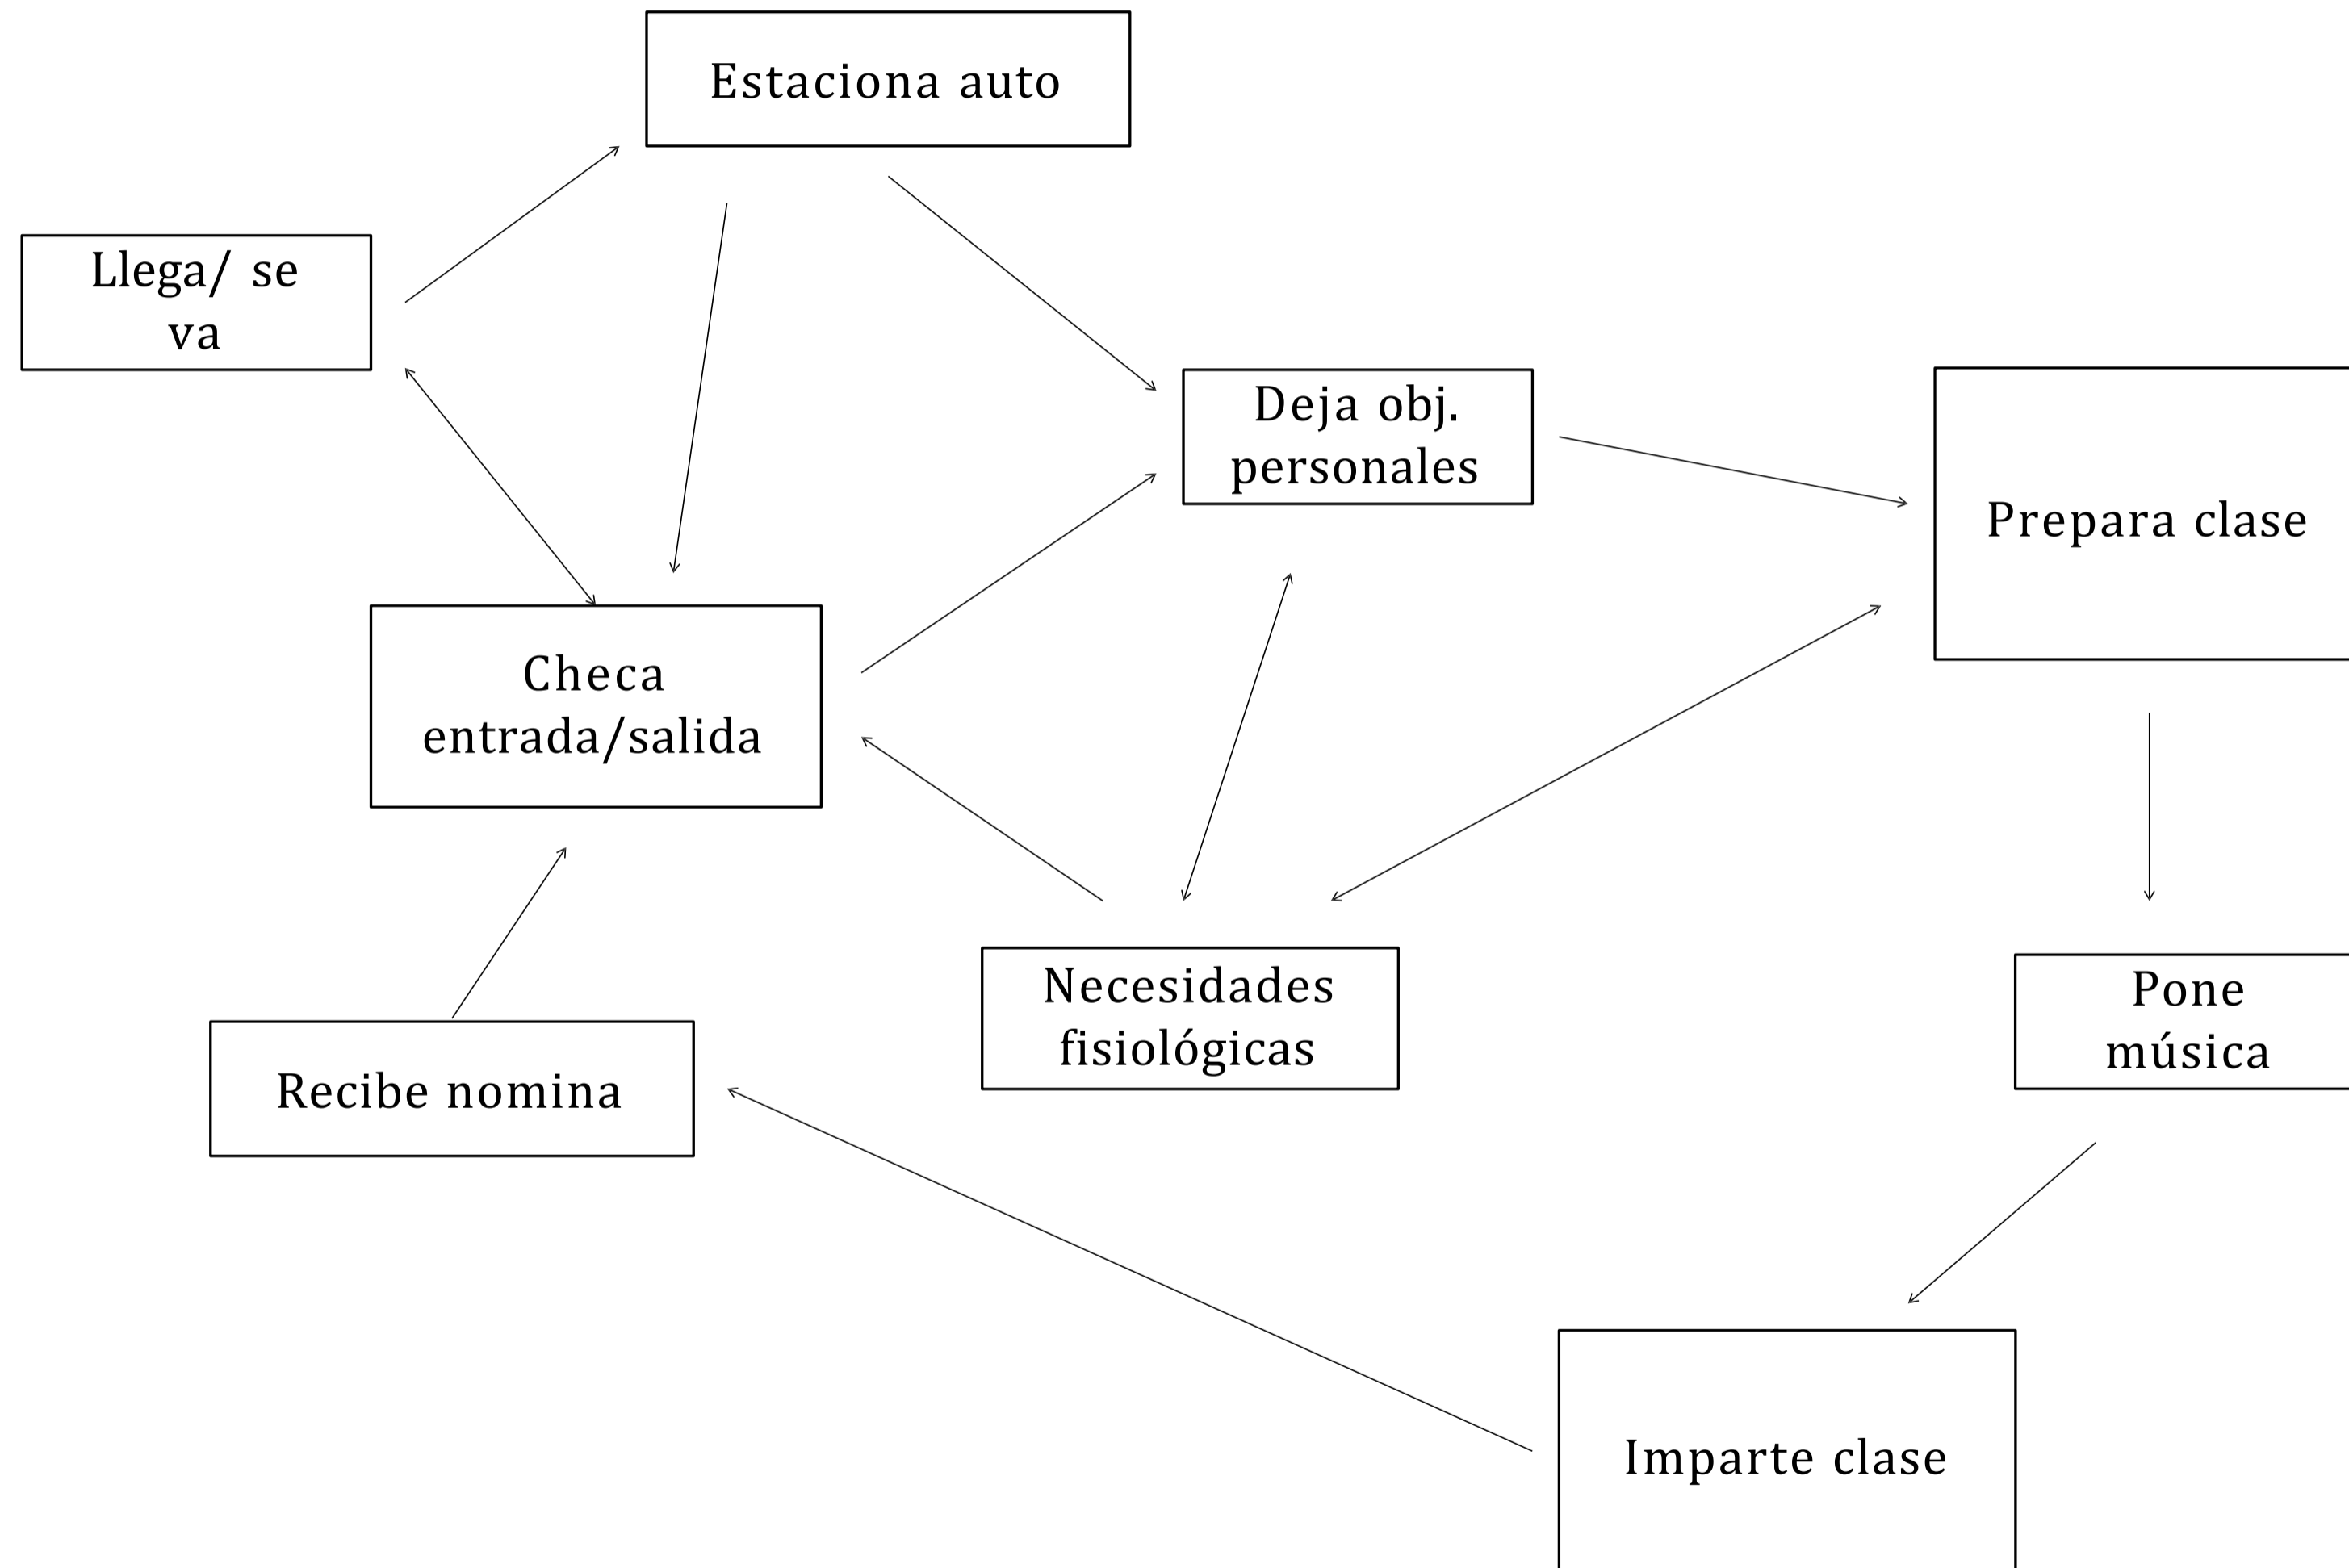 Estaciona auto
Llega/ se
va
Deja obj.
personales
Prepara clase
Checa
entrada/salida
Necesidades
fisiológicas
Pone
música
Recibe nomina
Imparte clase